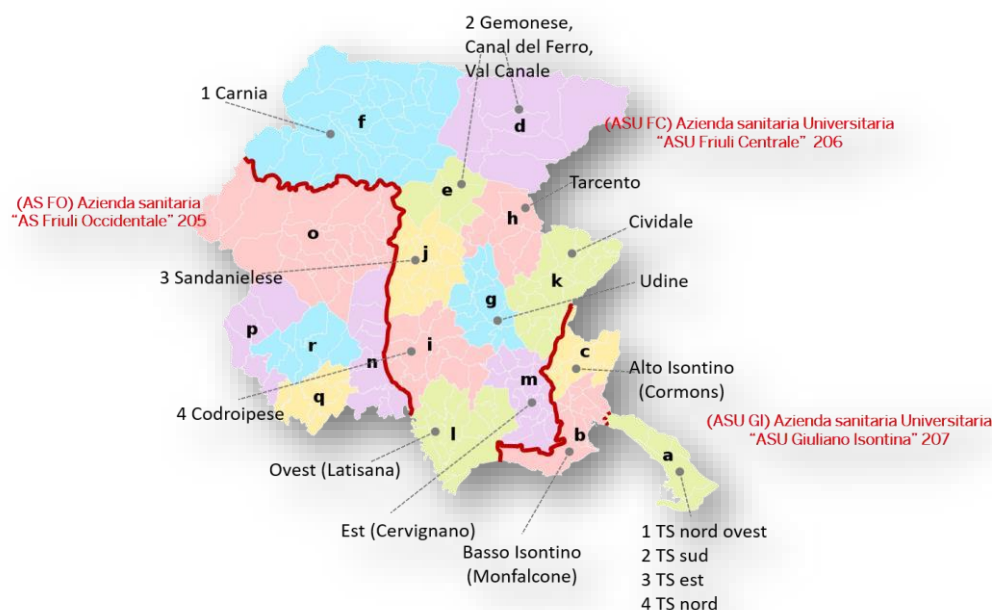 2 Gemonese,
Canal del Ferro,
Val Canale
1 Carnia
f
d
(ASU FC) Azienda sanitaria Universitaria
“ASU Friuli Centrale” 206
e
Tarcento
(AS FO) Azienda sanitaria
“AS Friuli Occidentale” 205
h
Cividale
o
j
3 Sandanielese
k
Udine
g
p
r
n
i
c
m
Alto Isontino
(Cormons)
q
4 Codroipese
(ASU GI) Azienda sanitaria Universitaria
“ASU Giuliano Isontina” 207
l
b
a
Ovest (Latisana)
Est (Cervignano)
Basso Isontino
(Monfalcone)
1 TS nord ovest
2 TS sud
3 TS est
4 TS nord